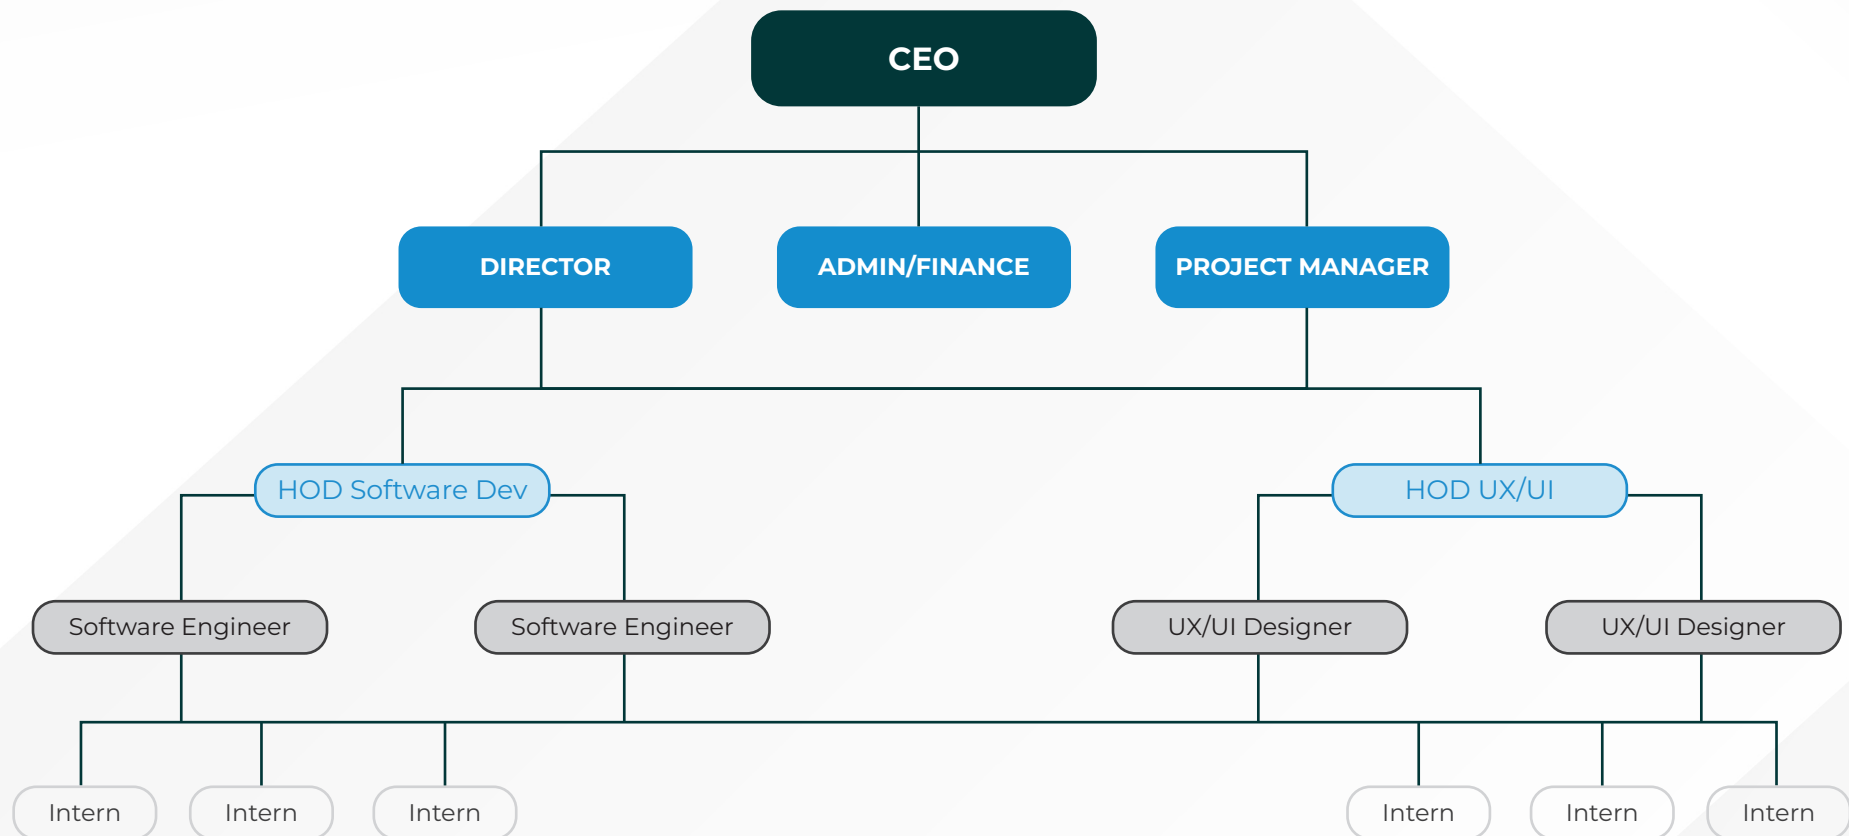 CEO
DIRECTOR
ADMIN/FINANCE
PROJECT MANAGER
HOD Software Dev
HOD UX/UI
Software Engineer
Software Engineer
UX/UI Designer
UX/UI Designer
Intern
Intern
Intern
Intern
Intern
Intern